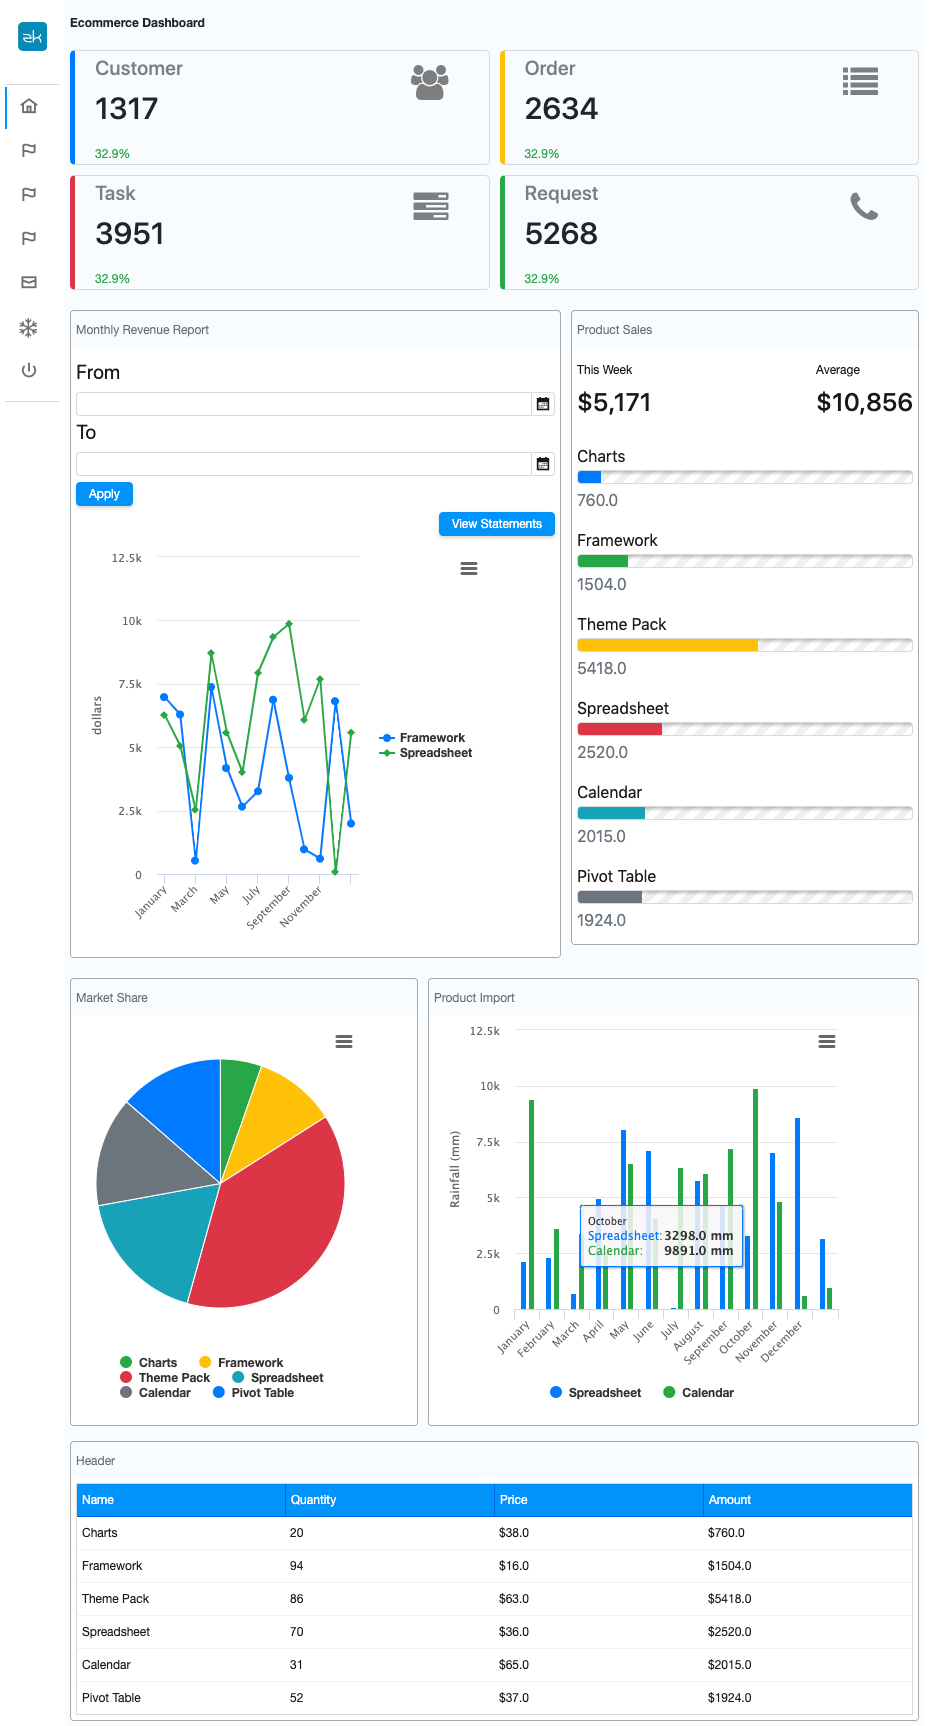 Ecommerce Dashboard
Customer
1317
32.9%
Order
2634
32.9%
Task
3951
32.9%
Request
5268
32.9%
Monthly Revenue Report
From
To
Apply
View Statements
12.5k
10k
7.5k
5k
2.5k
0
dollars
January
March
May
July
September
November
Framework
Spreadsheet
Product Sales
This Week
Average
$5,171
$10,856
Charts
760.0
Framework
1504.0
Theme Pack
5418.0
Spreadsheet
2520.0
Calendar
2015.0
Pivot Table
1924.0
Market Share
Charts Framework
Theme Pack Spreadsheet
Calendar Pivot Table
Product Import
12.5k
10k
7.5k
5k
2.5k
0
Rainfall (mm)
October
Spreadsheet: 3298.0 mm
Calendar: 9891.0 mm
January
February
March
April
May
June
July
August
September
October
November
December
Spreadsheet Calendar
Header
Name Quantity Price Amount
Charts 20 $38.0 $760.0
Framework 94 $16.0 $1504.0
Theme Pack 86 $63.0 $5418.0
Spreadsheet 70 $36.0 $2520.0
Calendar 31 $65.0 $2015.0
Pivot Table 52 $37.0 $1924.0